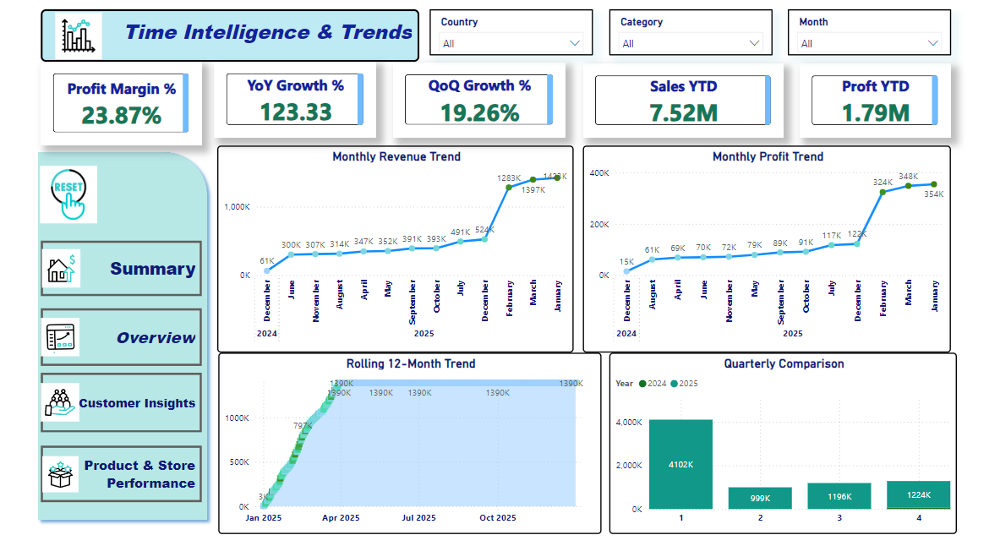 Time Intelligence & Trends
Country
All
Category
All
Month
All
Profit Margin %
23.87%
YoY Growth %
123.33
QoQ Growth %
19.26%
Sales YTD
7.52M
Proft YTD
1.79M
RESET
Summary
Overview
Customer Insights
Product & Store
Performance
Monthly Revenue Trend
1,000K
0K
61K 300K 307K 314K 347K 352K 391K 393K 491K 524K 1283K 1397K 1423K
December June November August April May September October July December February March January
2024 2025
Monthly Profit Trend
400K
200K
0K
15K 61K 69K 70K 72K 79K 89K 91K 117K 122K 324K 348K 354K
December August April June November May September October July December February March January
2024 2025
Rolling 12-Month Trend
1000K
500K
0K
3K 797K 1390K 1390K 1390K 1390K 1390K 1390K
Jan 2025 Apr 2025 Jul 2025 Oct 2025
Quarterly Comparison
Year 2024 2025
4,000K
2,000K
0K
4102K 999K 1196K 1224K
1 2 3 4